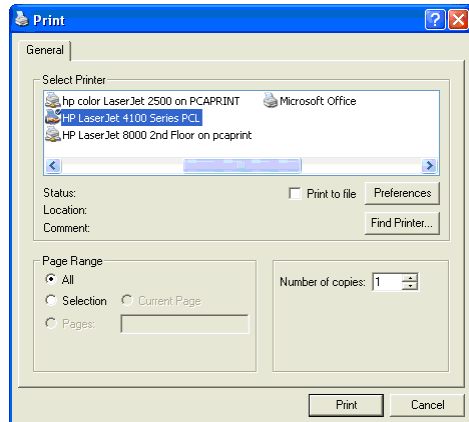 Print
General
Select Printer
hp color LaserJet 2500 on PCAPRINT
Microsoft Office
HP LaserJet 4100 Series PCL
HP LaserJet 8000 2nd Floor on pcaprint
Status:
Print to file
Preferences
Location:
Comment:
Find Printer...
Page Range
All
Selection
Current Page
Pages:
Number of copies: 1
Print
Cancel